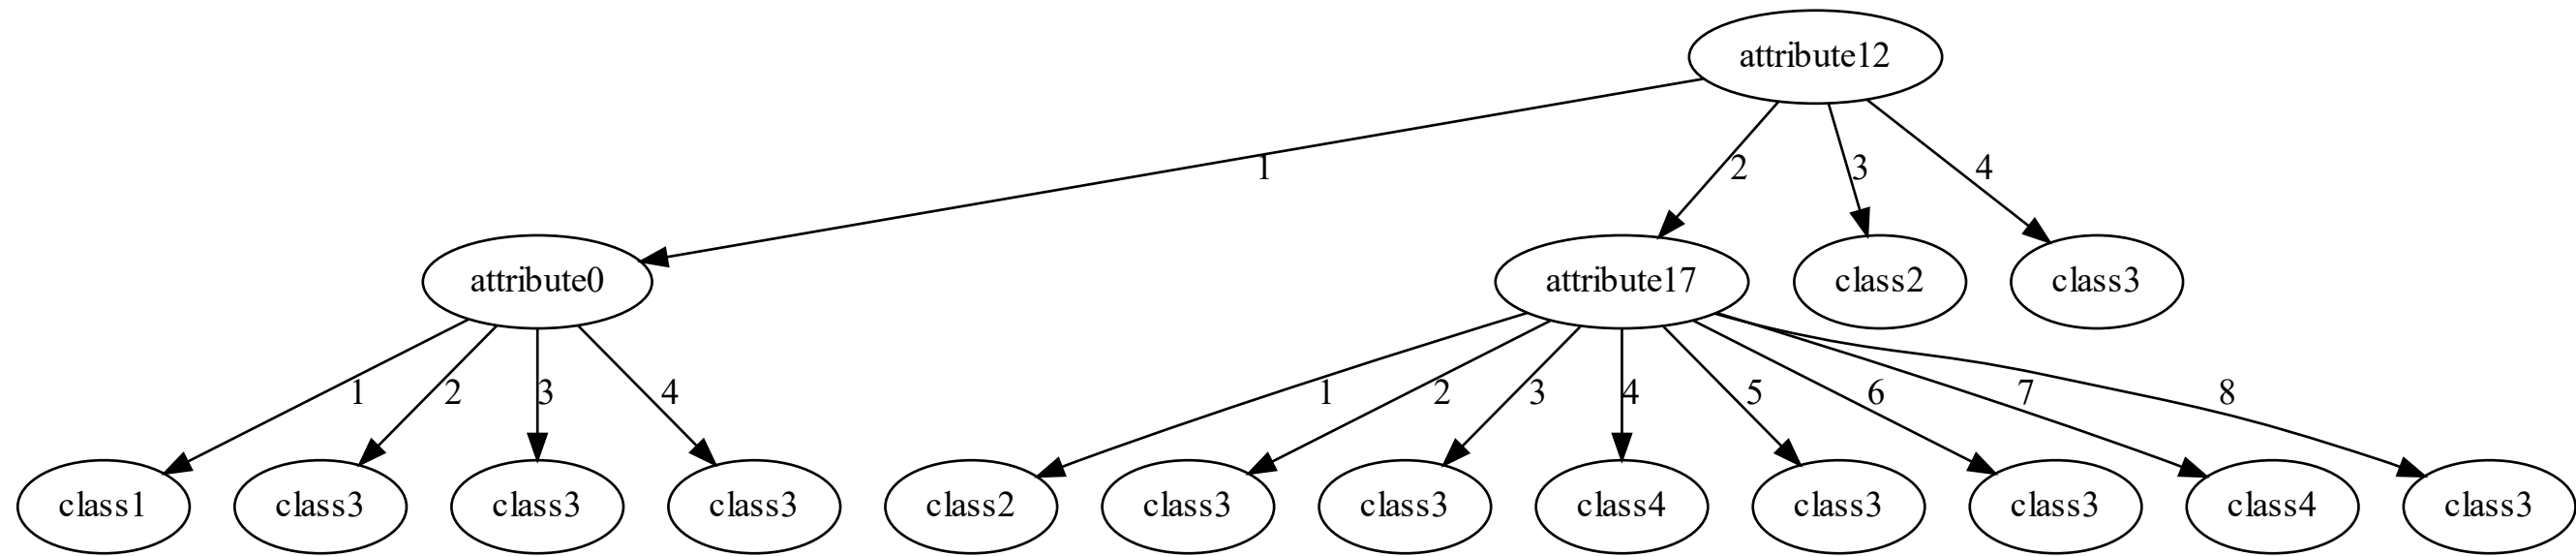 attribute12
1
2
3
4
attribute0
attribute17
class2
class3
1
2
3
4
1
2
3
4
5
6
7
8
class1
class3
class3
class3
class2
class3
class3
class4
class3
class3
class4
class3